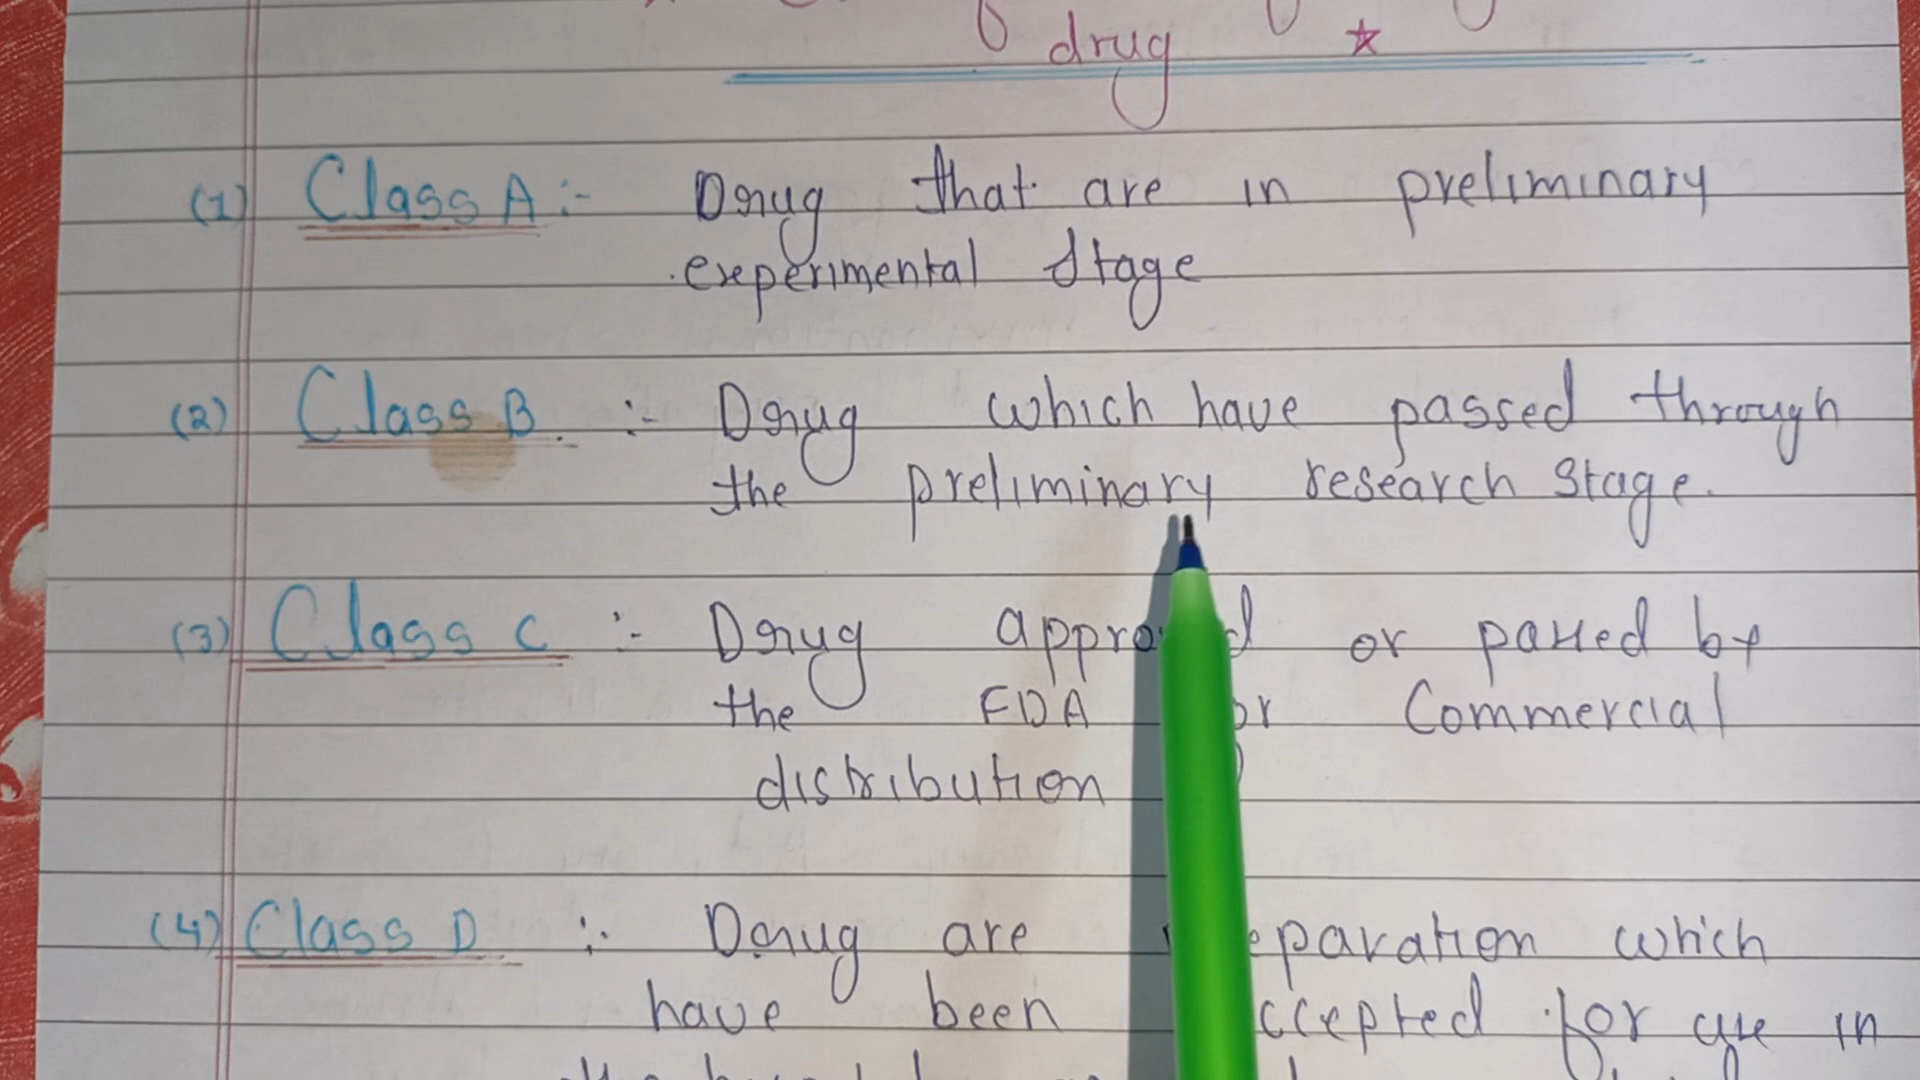 drug
(1) Class A :- Drug that are in preliminary
experimental Stage
(2) Class B :- Drug which have passed through
the preliminary research Stage.
(3) Class C :- Drug or passed by
the FDA Commercial
distribution
(4) Class D :- Drug are which
have been for use in